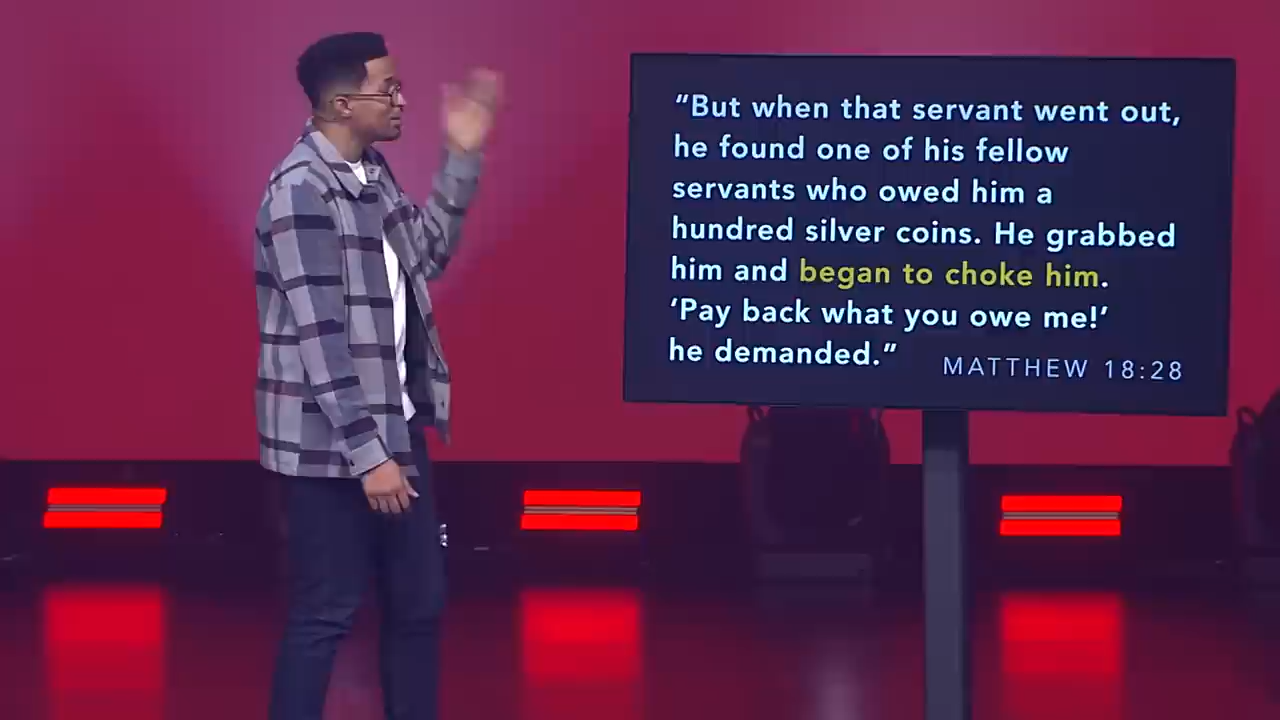 “But when that servant went out,
he found one of his fellow
servants who owed him a
hundred silver coins. He grabbed
him and began to choke him.
‘Pay back what you owe me!’
he demanded.”
MATTHEW 18:28